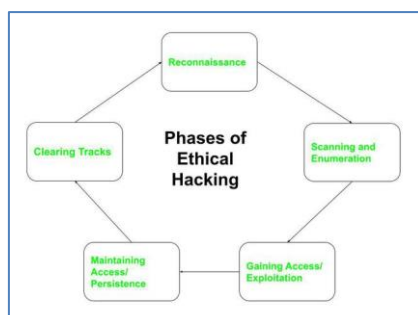 Reconnaissance
Phases of
Ethical
Hacking
Scanning and
Enumeration
Gaining Access/
Exploitation
Maintaining
Access/
Persistence
Clearing Tracks